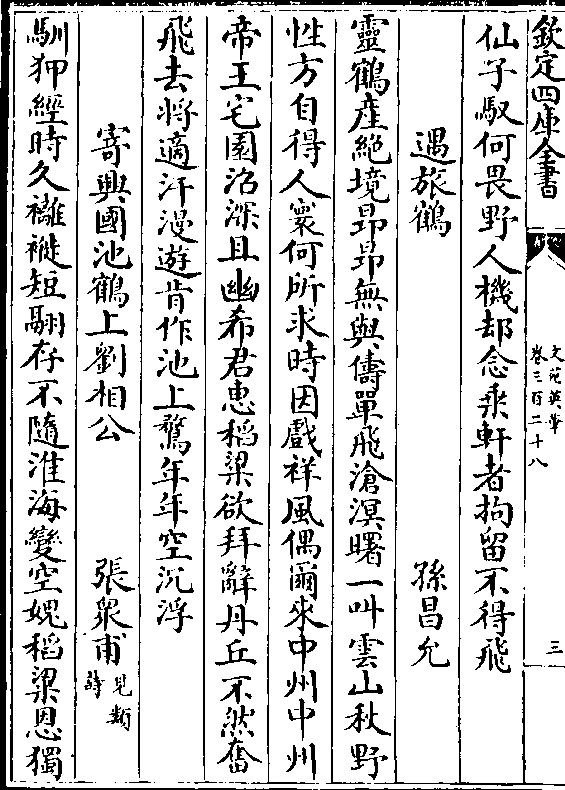 欽定四庫全書
文苑英華
卷三百二十八
三
仙子馭何畏野人機却念乗軒者拘留不得飛
遇旅鶴 孫昌允
靈鶴産絶境昻昻無與儔單飛滄溟曙一叫雲山秋野
性方自得人寰何所求時因戲祥風偶爾來中州中州
帝王宅園沼深且幽希君惠稻粱欲拜辭丹丘不然奮
飛去将適汗漫遊肯作池上鶩年年空沉浮
寄興國池鶴上劉相公 張衆甫 見類詩
馴狎經時久褵褷短翮存不隨淮海變空媿稻粱恩獨